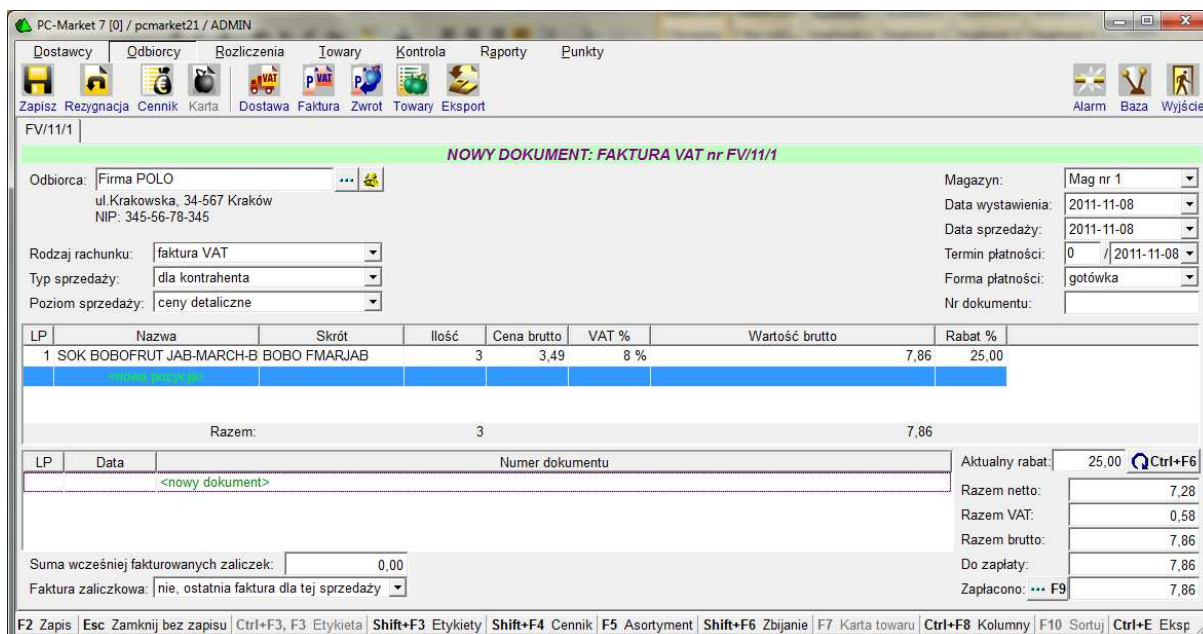 PC-Market 7 [0] / pcmarket21 / ADMIN
Dostawcy Odbiorcy Rozliczenia Towary Kontrola Raporty Punkty
Zapisz Rezygnacja Cennik Karta Dostawa Faktura Zwrot Towary Eksport Alarm Baza Wyjście
FV/11/1
NOWY DOKUMENT: FAKTURA VAT nr FV/11/1
Odbiorca: Firma POLO ... Magazyn: Mag nr 1
ul.Krakowska, 34-567 Kraków Data wystawienia: 2011-11-08
NIP: 345-56-78-345
Data sprzedaży: 2011-11-08
Rodzaj rachunku: faktura VAT Termin płatności: 0 / 2011-11-08
Typ sprzedaży: dla kontrahenta Forma płatności: gotówka
Poziom sprzedaży: ceny detaliczne Nr dokumentu:
LP Nazwa Skrót Ilość Cena brutto VAT % Wartość brutto Rabat %
1 SOK BOBOFRUT JAB-MARCH-B BOBO FMARJAB 3 3,49 8 % 7,86 25,00
<nowa pozycja>
Razem: 3 7,86
LP Data Numer dokumentu Aktualny rabat: 25,00 Ctrl+F6
<nowy dokument>
Razem netto: 7,28
Razem VAT: 0,58
Razem brutto: 7,86
Suma wcześniej fakturowanych zaliczek: 0,00 Do zapłaty: 7,86
Faktura zaliczkowa: nie, ostatnia faktura dla tej sprzedaży Zapłacono: ... F9 7,86
F2 Zapis Esc Zamknij bez zapisu Ctrl+F3, F3 Etykieta Shift+F3 Etykiety Shift+F4 Cennik F5 Asortyment Shift+F6 Zbijanie F7 Karta towaru Ctrl+F8 Kolumny F10 Sortuj Ctrl+E Eksp